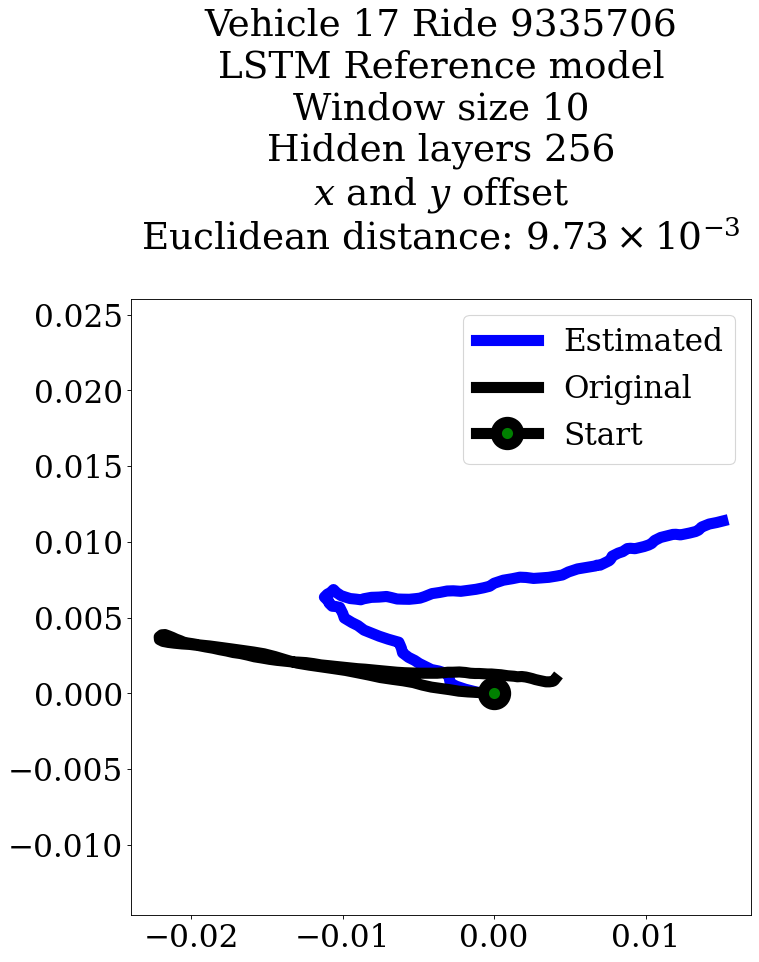 Vehicle 17 Ride 9335706
LSTM Reference model
Window size 10
Hidden layers 256
x and y offset
Euclidean distance: 9.73 × 10⁻³
Estimated
Original
Start
0.025
0.020
0.015
0.010
0.005
0.000
−0.005
−0.010
−0.02 −0.01 0.00 0.01